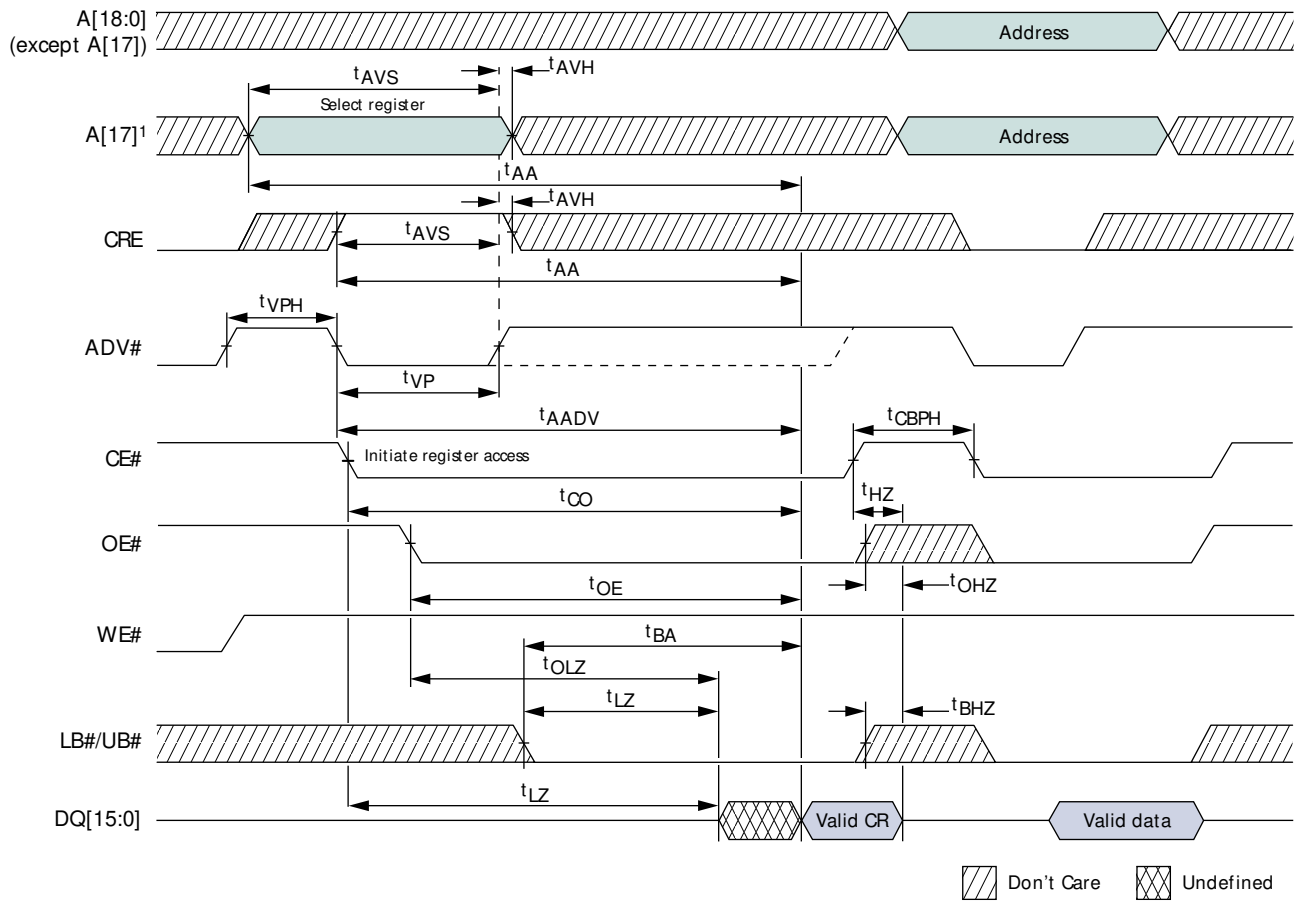 A[18:0]
(except A[17])
Address
tAVS
tAVH
Select register
A[17]1
Address
tAA
tAVH
CRE
tAVS
tAA
tVPH
ADV#
tVP
tAADV
tCBPH
CE#
Initiate register access
tCO
tHZ
OE#
tOE
tOHZ
WE#
tBA
tOLZ
tLZ
tBHZ
LB#/UB#
tLZ
DQ[15:0]
Valid CR
Valid data
Don't Care
Undefined